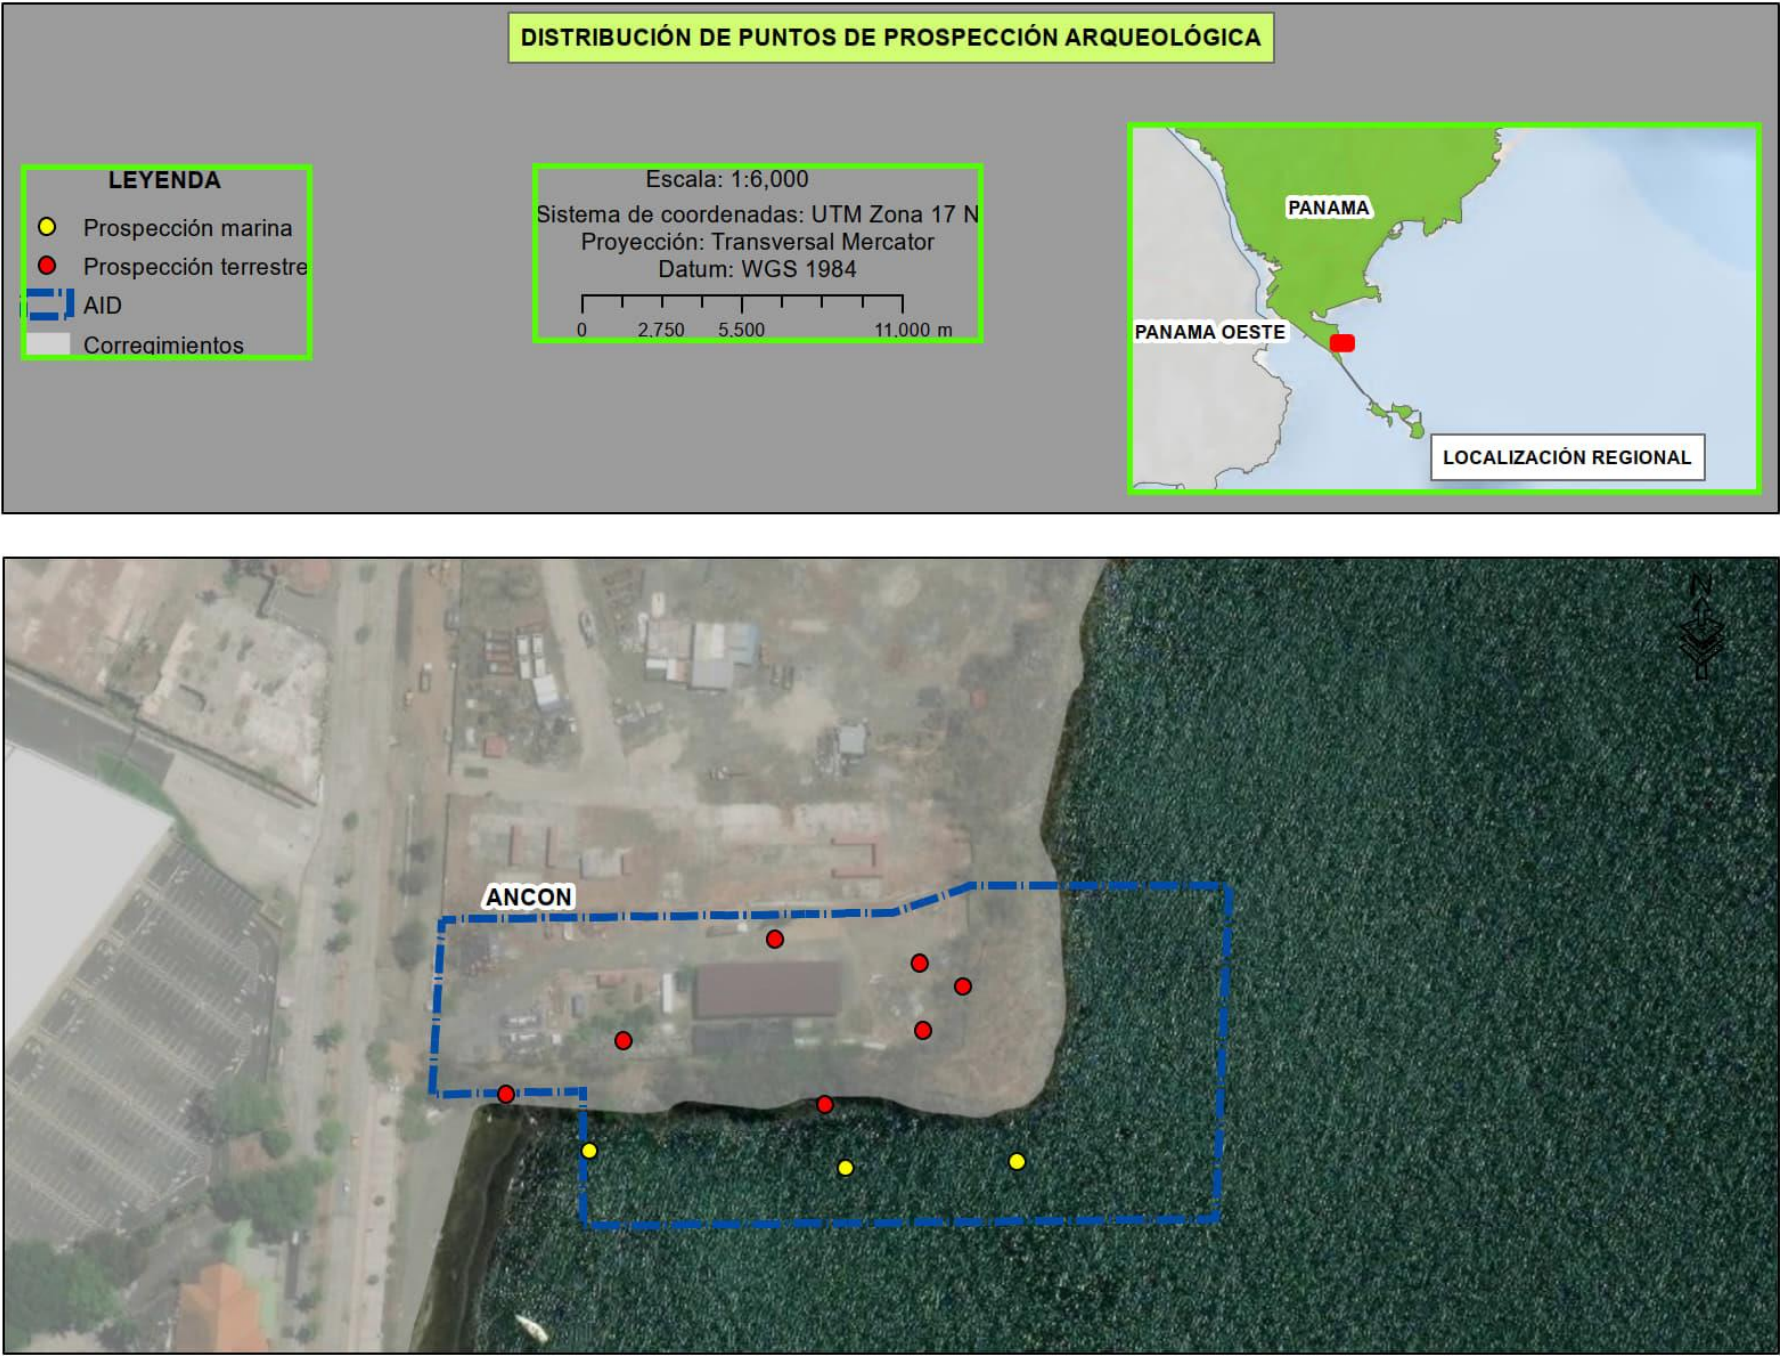 DISTRIBUCIÓN DE PUNTOS DE PROSPECCIÓN ARQUEOLÓGICA
LEYENDA
Prospección marina
Prospección terrestre
AID
Corregimientos
Escala: 1:6,000
Sistema de coordenadas: UTM Zona 17 N
Proyección: Transversal Mercator
Datum: WGS 1984
0 2,750 5,500 11,000 m
PANAMA
PANAMA OESTE
LOCALIZACIÓN REGIONAL
N
ANCON